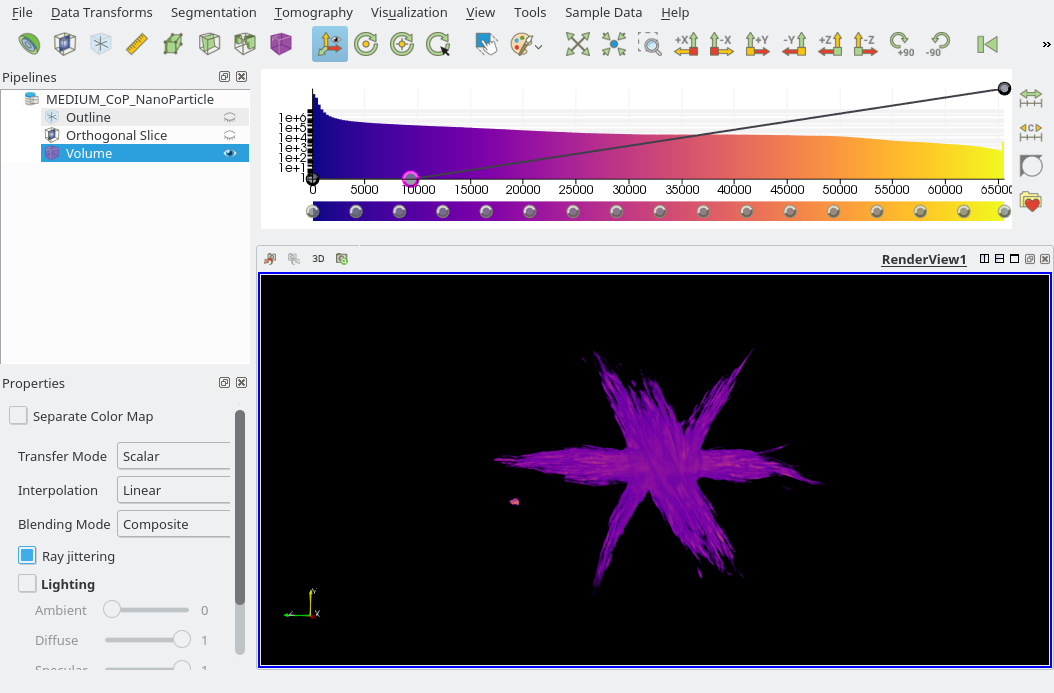 File Data Transforms Segmentation Tomography Visualization View Tools Sample Data Help
+X -X +Y -Y +Z -Z +90 -90 »
Pipelines
MEDIUM_CoP_NanoParticle
Outline
Orthogonal Slice
Volume
1e+6
1e+5
1e+4
1e+3
1e+2
1e+1
0 5000 10000 15000 20000 25000 30000 35000 40000 45000 50000 55000 60000 65000
C
3D RenderView1
Properties
Separate Color Map
Transfer Mode Scalar
Interpolation Linear
Blending Mode Composite
Ray jittering
Lighting
Ambient 0
Diffuse 1
Specular 1
Y
Z X